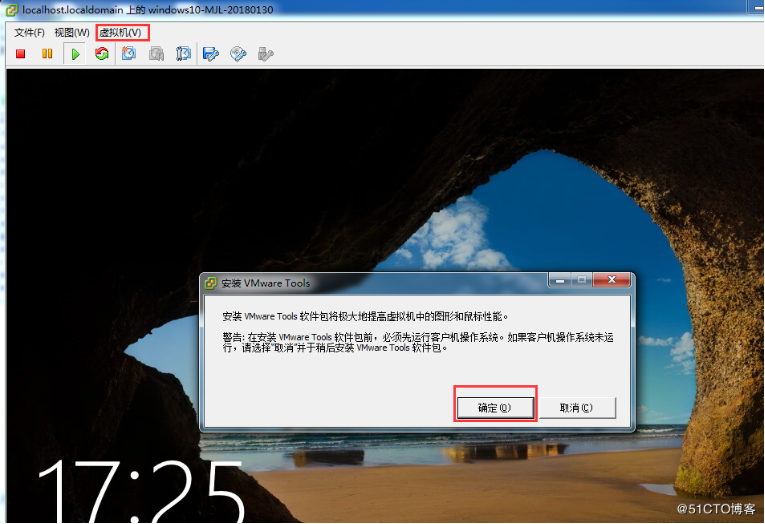 localhost.localdomain 上的 windows10-MJL-20180130
文件(F) 视图(W) 虚拟机(V)
安装 VMware Tools
安装 VMware Tools 软件包将极大地提高虚拟机中的图形和鼠标性能。
警告: 在安装 VMware Tools 软件包前，必须先运行客户机操作系统。如果客户机操作系统未运
行，请选择"取消"并于稍后安装 VMware Tools 软件包。
确定(O) 取消(C)
17:25
@51CTO博客